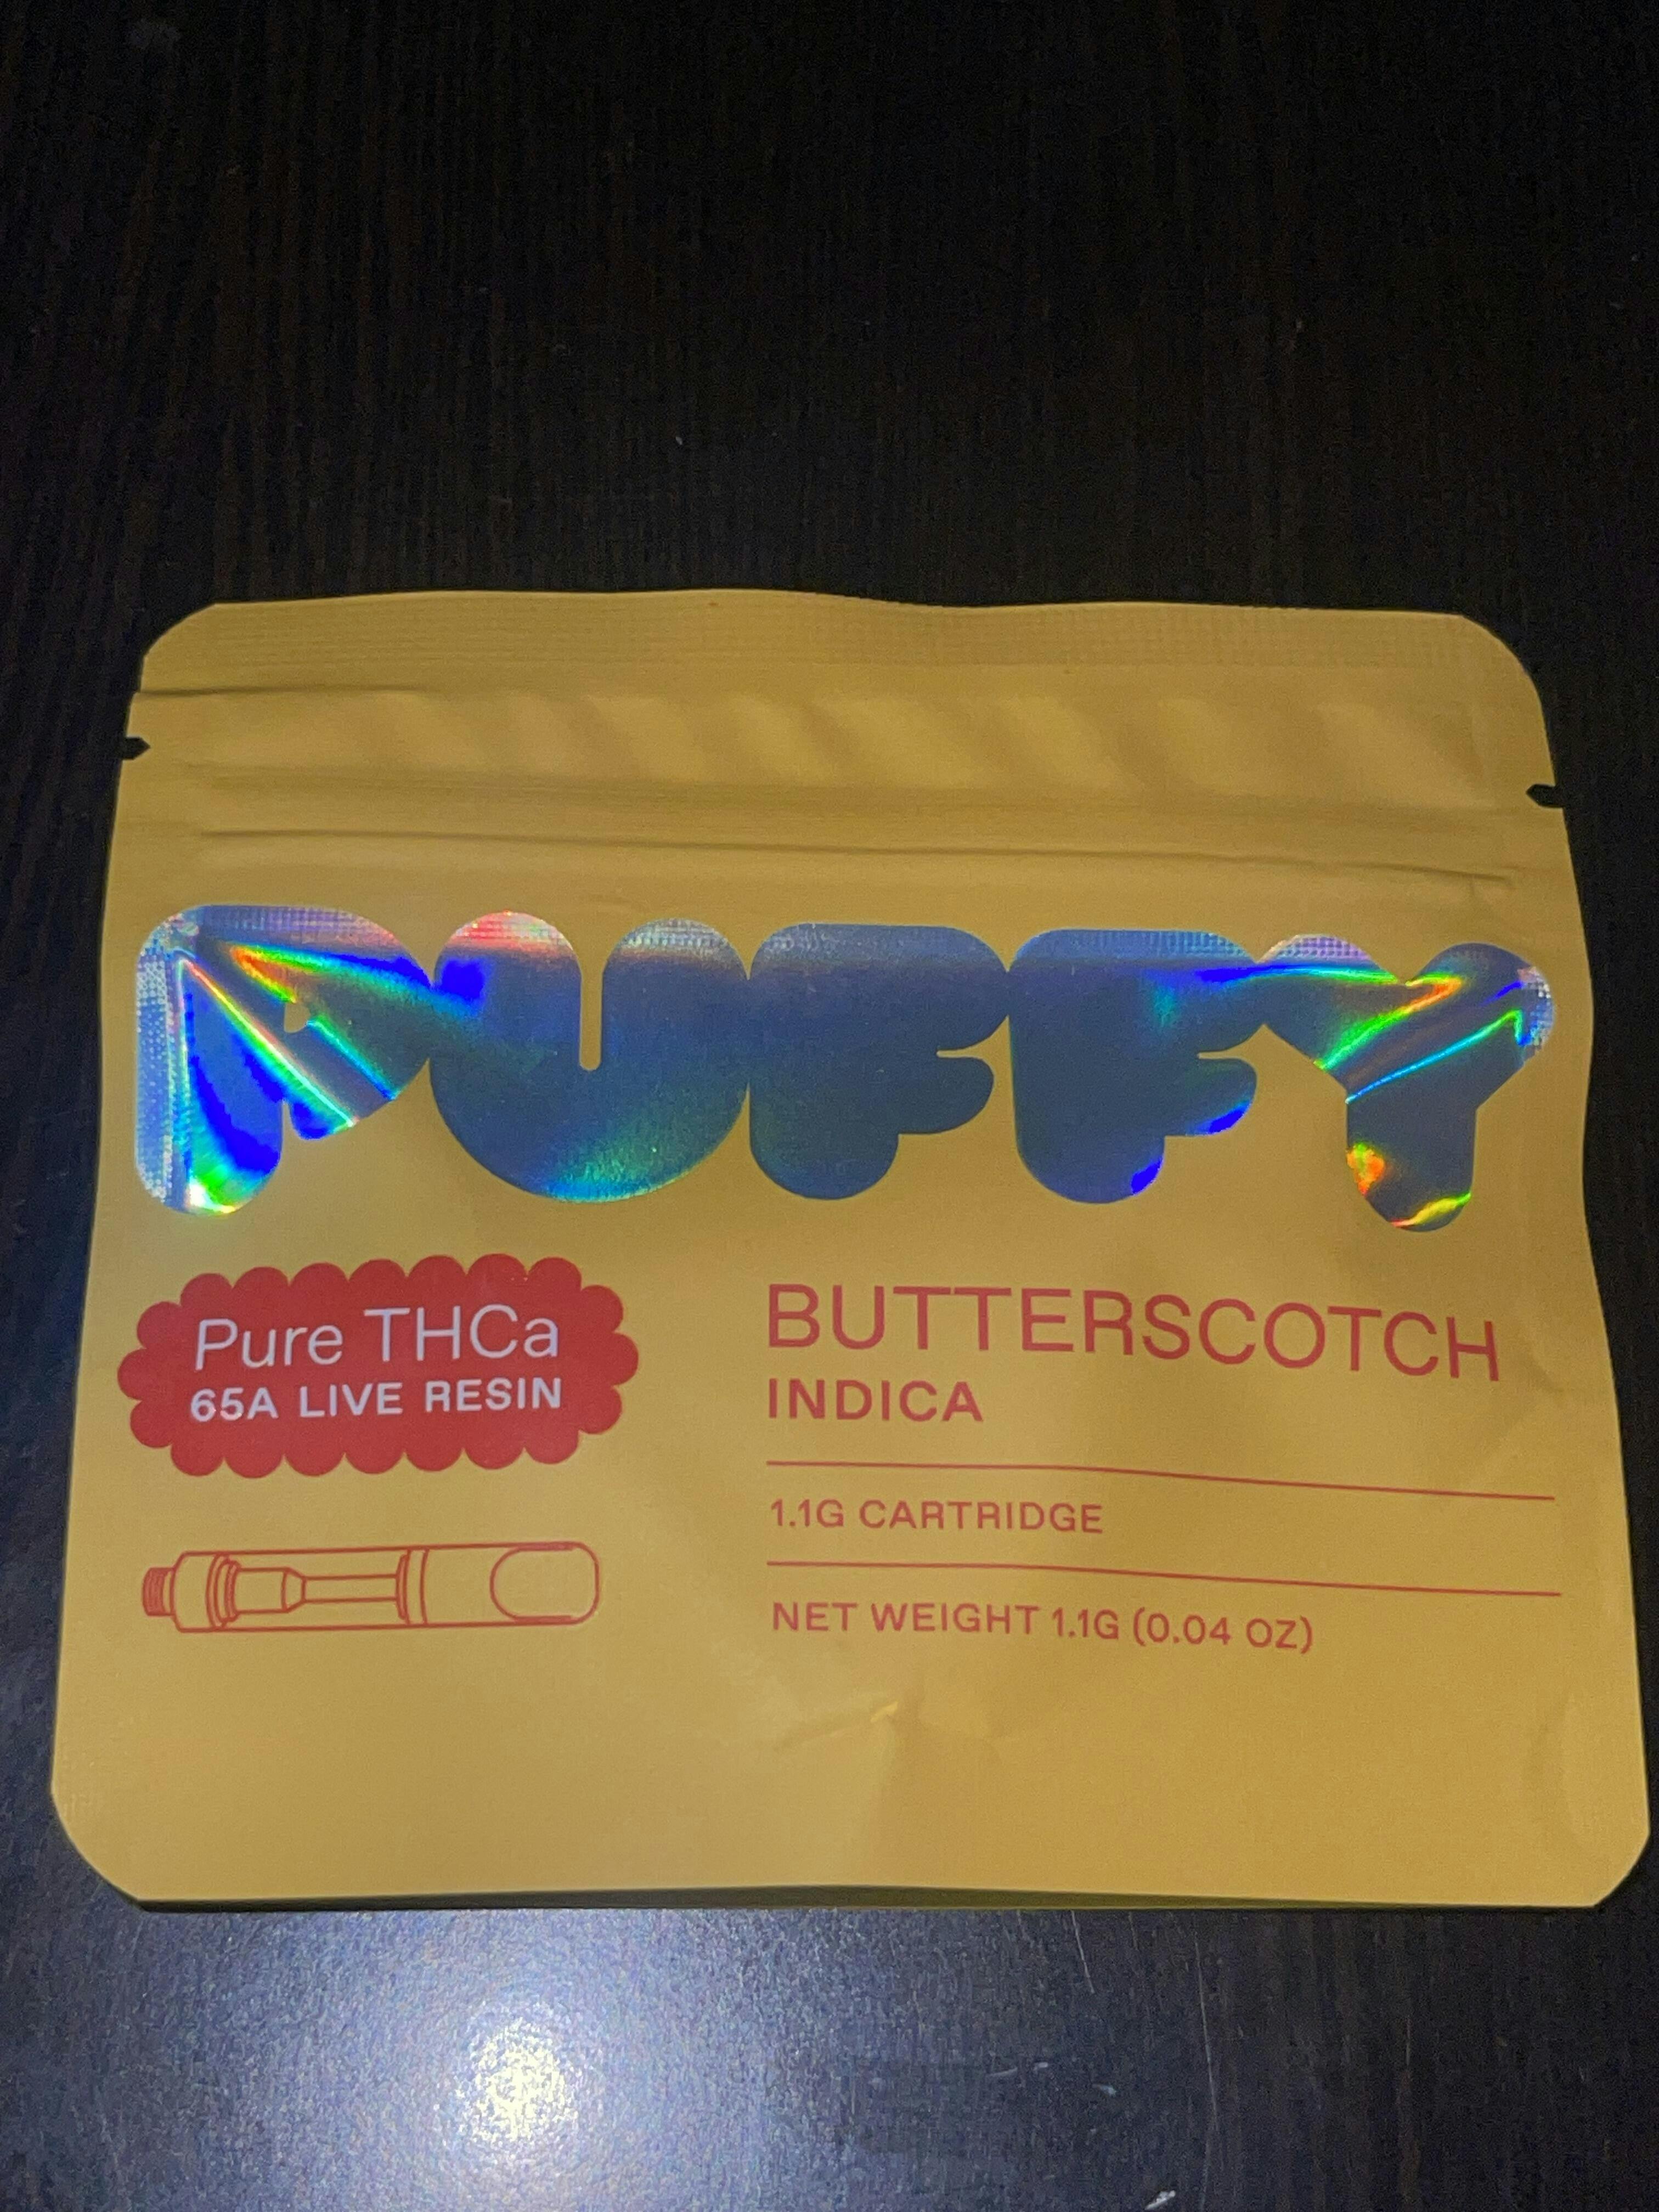 PUFFY
Pure THCa
65A LIVE RESIN
BUTTERSCOTCH
INDICA
1.1G CARTRIDGE
NET WEIGHT 1.1G (0.04 OZ)